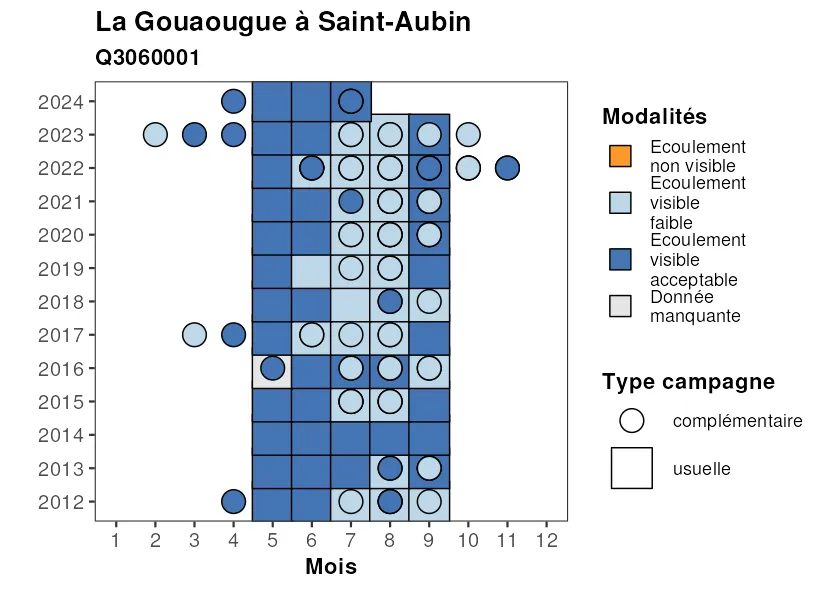 La Gouaougue à Saint-Aubin
Q3060001
2024
2023
2022
2021
2020
2019
2018
2017
2016
2015
2014
2013
2012
1 2 3 4 5 6 7 8 9 10 11 12
Mois
Modalités
Ecoulement
non visible
Ecoulement
visible
faible
Ecoulement
visible
acceptable
Donnée
manquante
Type campagne
complémentaire
usuelle